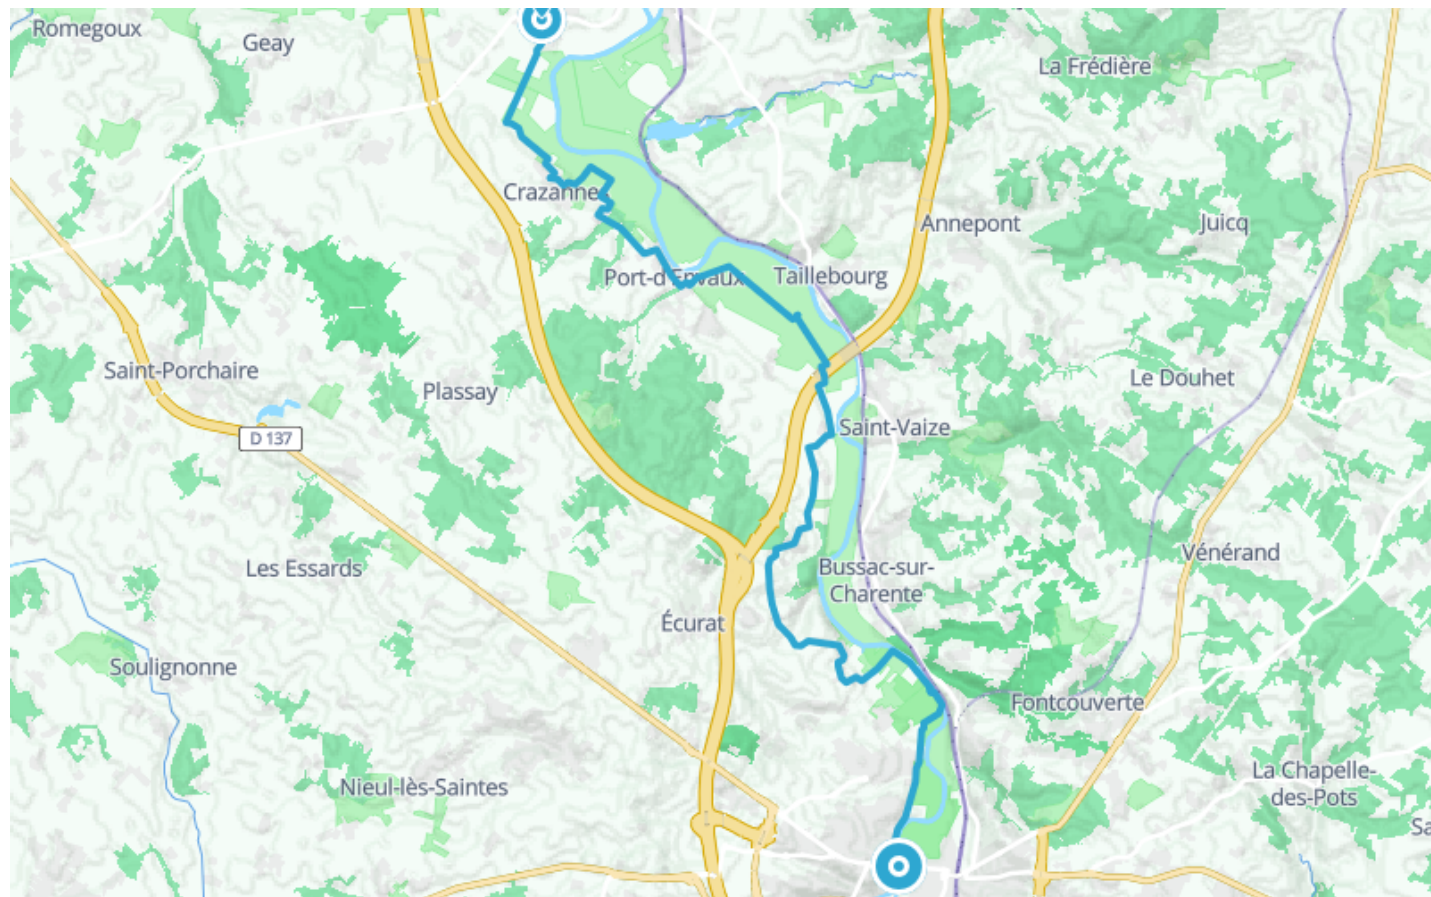 Romegoux
Geay
La Frédière
Crazanne
Annepont
Juicq
Port-d'Envaux
Taillebourg
Saint-Porchaire
Plassay
Le Douhet
D 137
Saint-Vaize
Les Essards
Bussac-sur-
Charente
Vénérand
Écurat
Soulignonne
Fontcouverte
Nieul-lès-Saintes
La Chapelle-
des-Pots
Sa